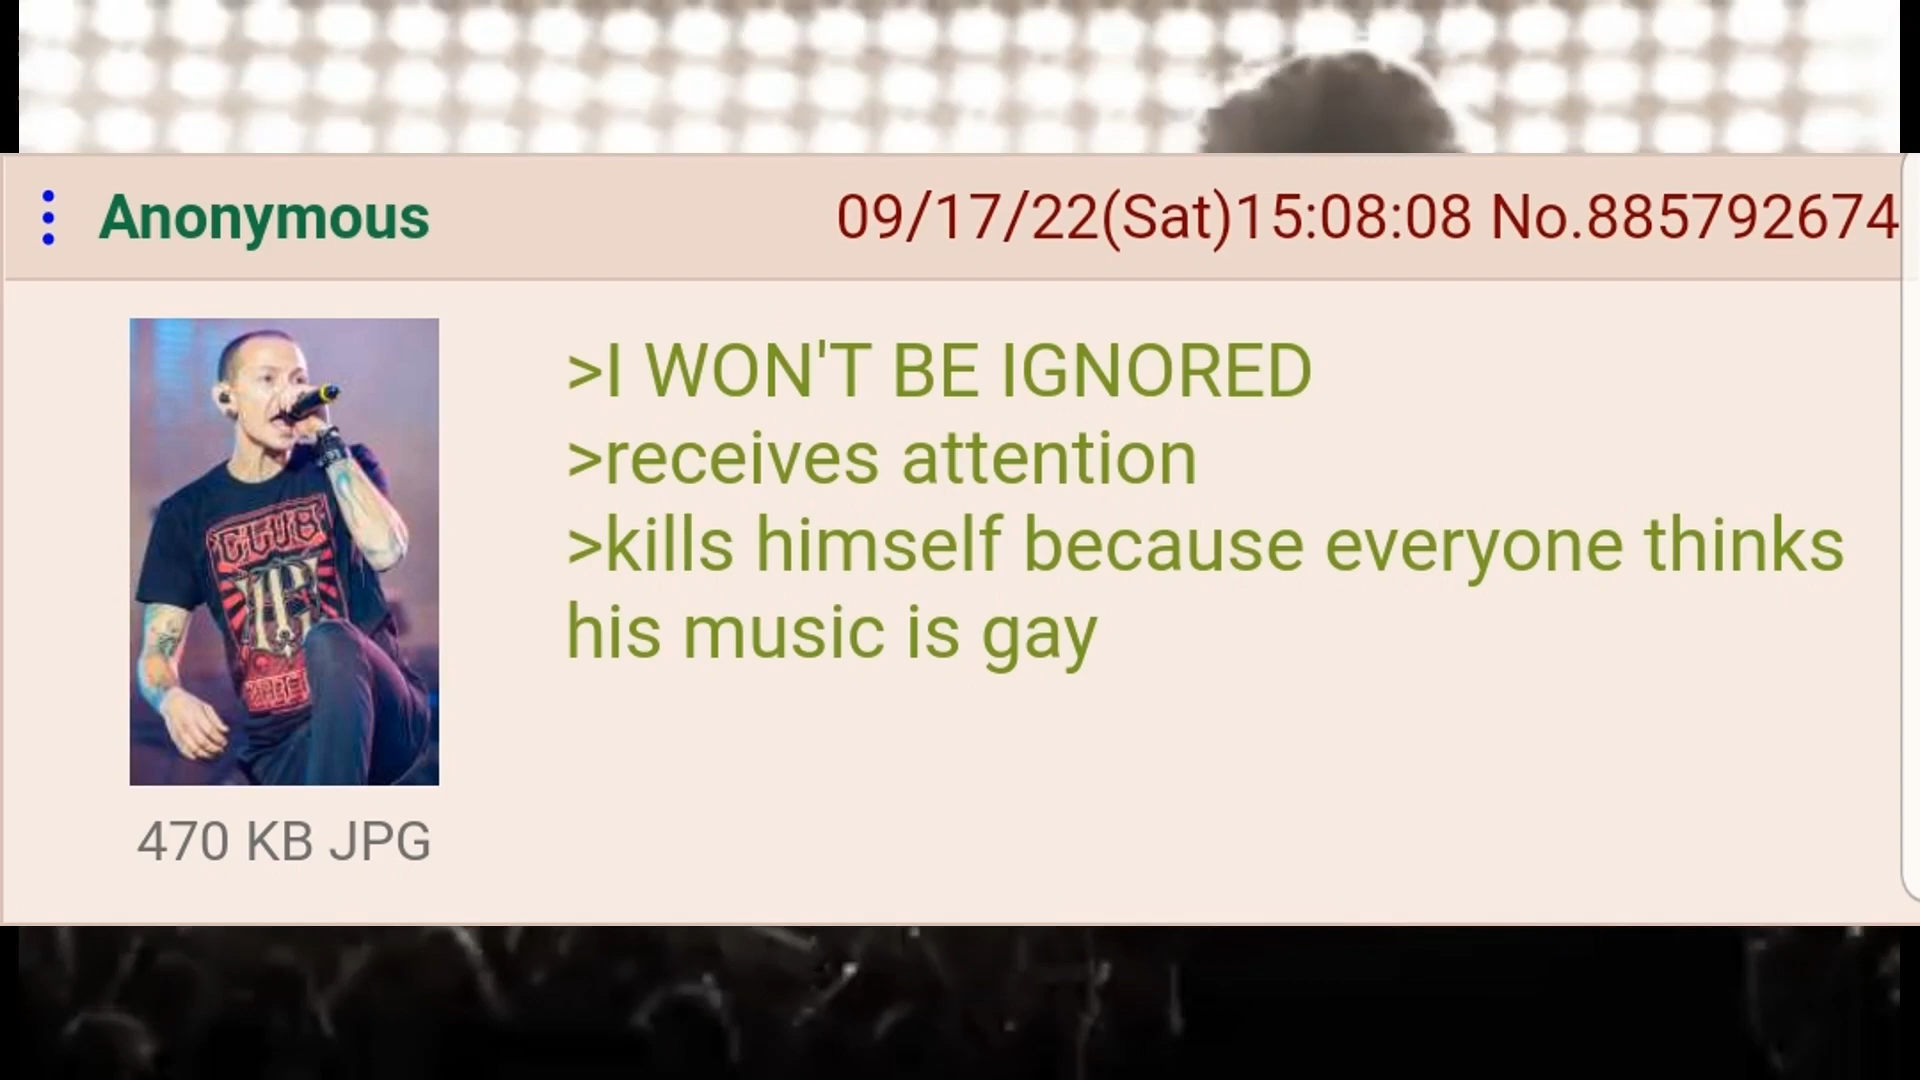 Anonymous 09/17/22(Sat)15:08:08 No.885792674
>I WON'T BE IGNORED
>receives attention
>kills himself because everyone thinks
his music is gay
CLUB
470 KB JPG